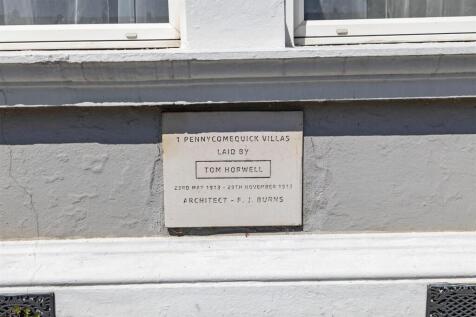 1 PENNYCOMEQUICK VILLAS
LAID BY
TOM HORWELL
23RD MAY 1913 - 29TH NOVEMBER 1913
ARCHITECT - F. J. BURNS